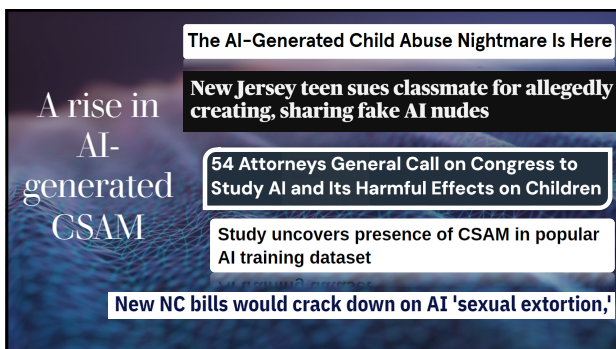 A rise in
AI-
generated
CSAM
The AI-Generated Child Abuse Nightmare Is Here
New Jersey teen sues classmate for allegedly
creating, sharing fake AI nudes
54 Attorneys General Call on Congress to
Study AI and Its Harmful Effects on Children
Study uncovers presence of CSAM in popular
AI training dataset
New NC bills would crack down on AI 'sexual extortion,'